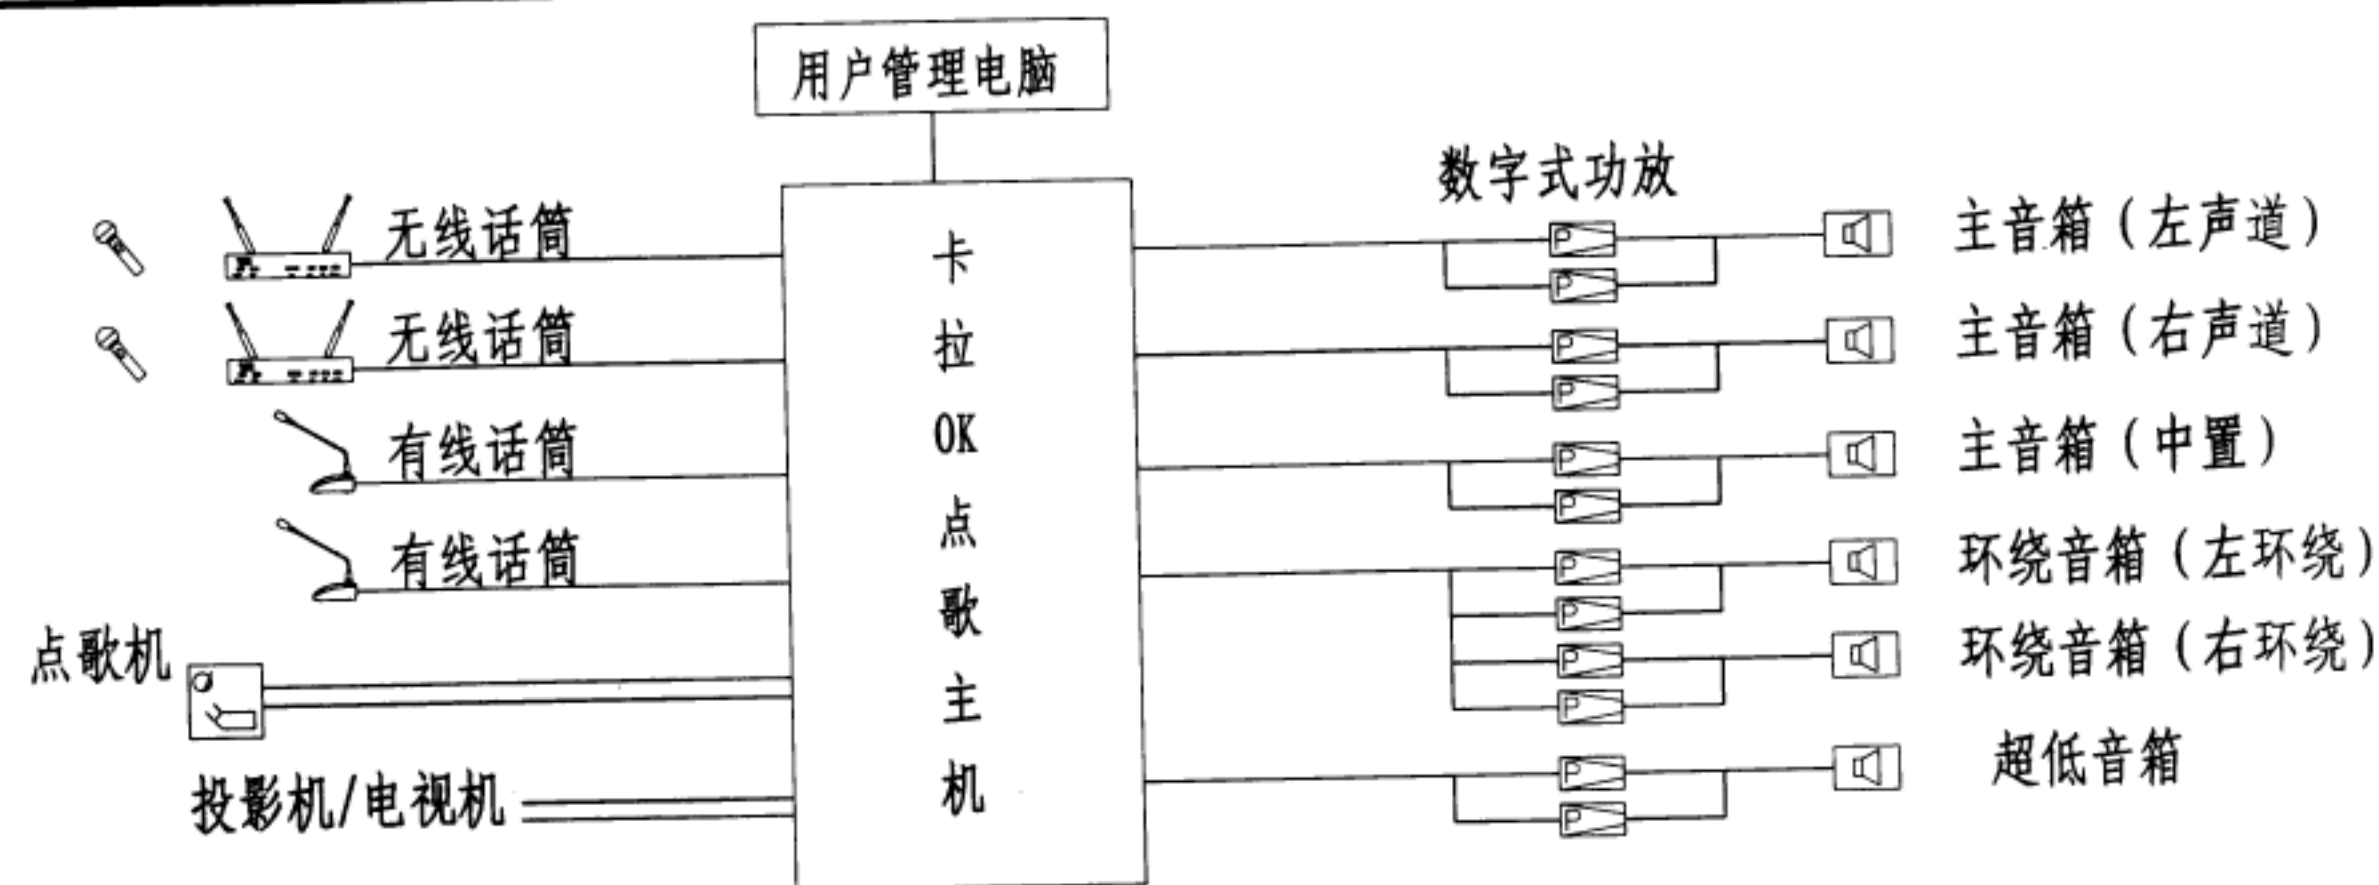 用户管理电脑
数字式功放
无线话筒
无线话筒
有线话筒
有线话筒
点歌机
投影机/电视机
卡
拉
OK
点
歌
主
机
P
P
P
P
P
P
P
P
P
P
P
P
主音箱（左声道）
主音箱（右声道）
主音箱（中置）
环绕音箱（左环绕）
环绕音箱（右环绕）
超低音箱